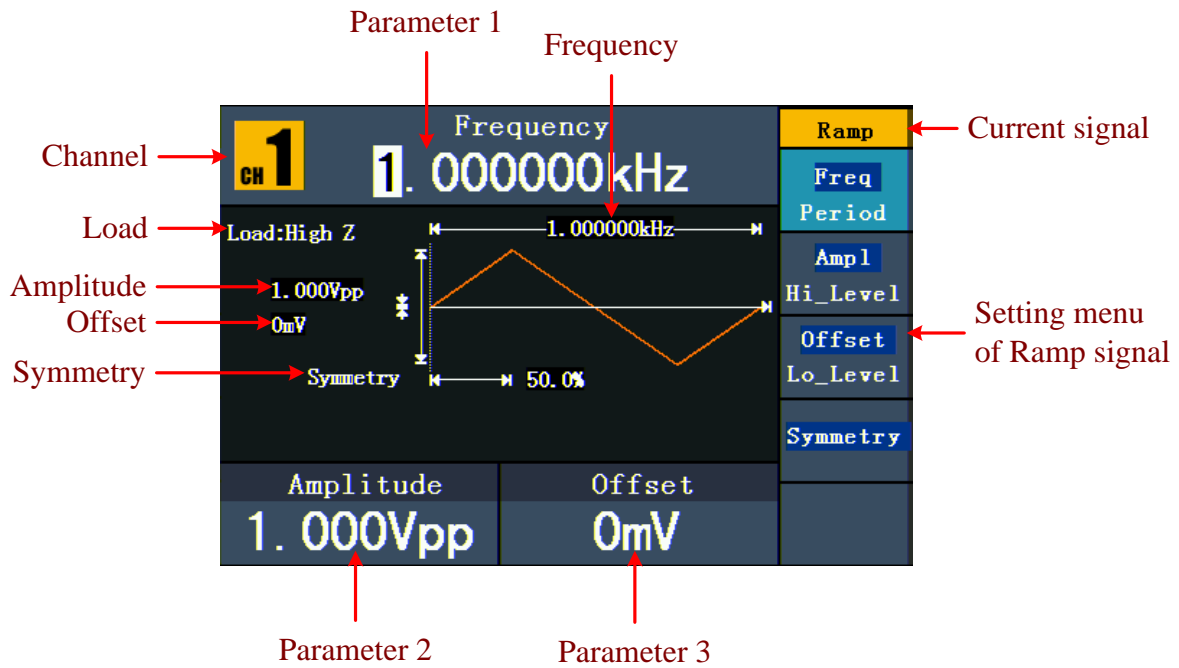 Parameter 1
Frequency
Channel
Load
Amplitude
Offset
Symmetry
CH 1
Frequency
1.000000kHz
Load:High Z
1.000000kHz
1.000Vpp
0mV
Symmetry
50.0%
Amplitude
1.000Vpp
Offset
0mV
Ramp
Freq
Period
Ampl
Hi_Level
Offset
Lo_Level
Symmetry
Current signal
Setting menu
of Ramp signal
Parameter 2
Parameter 3